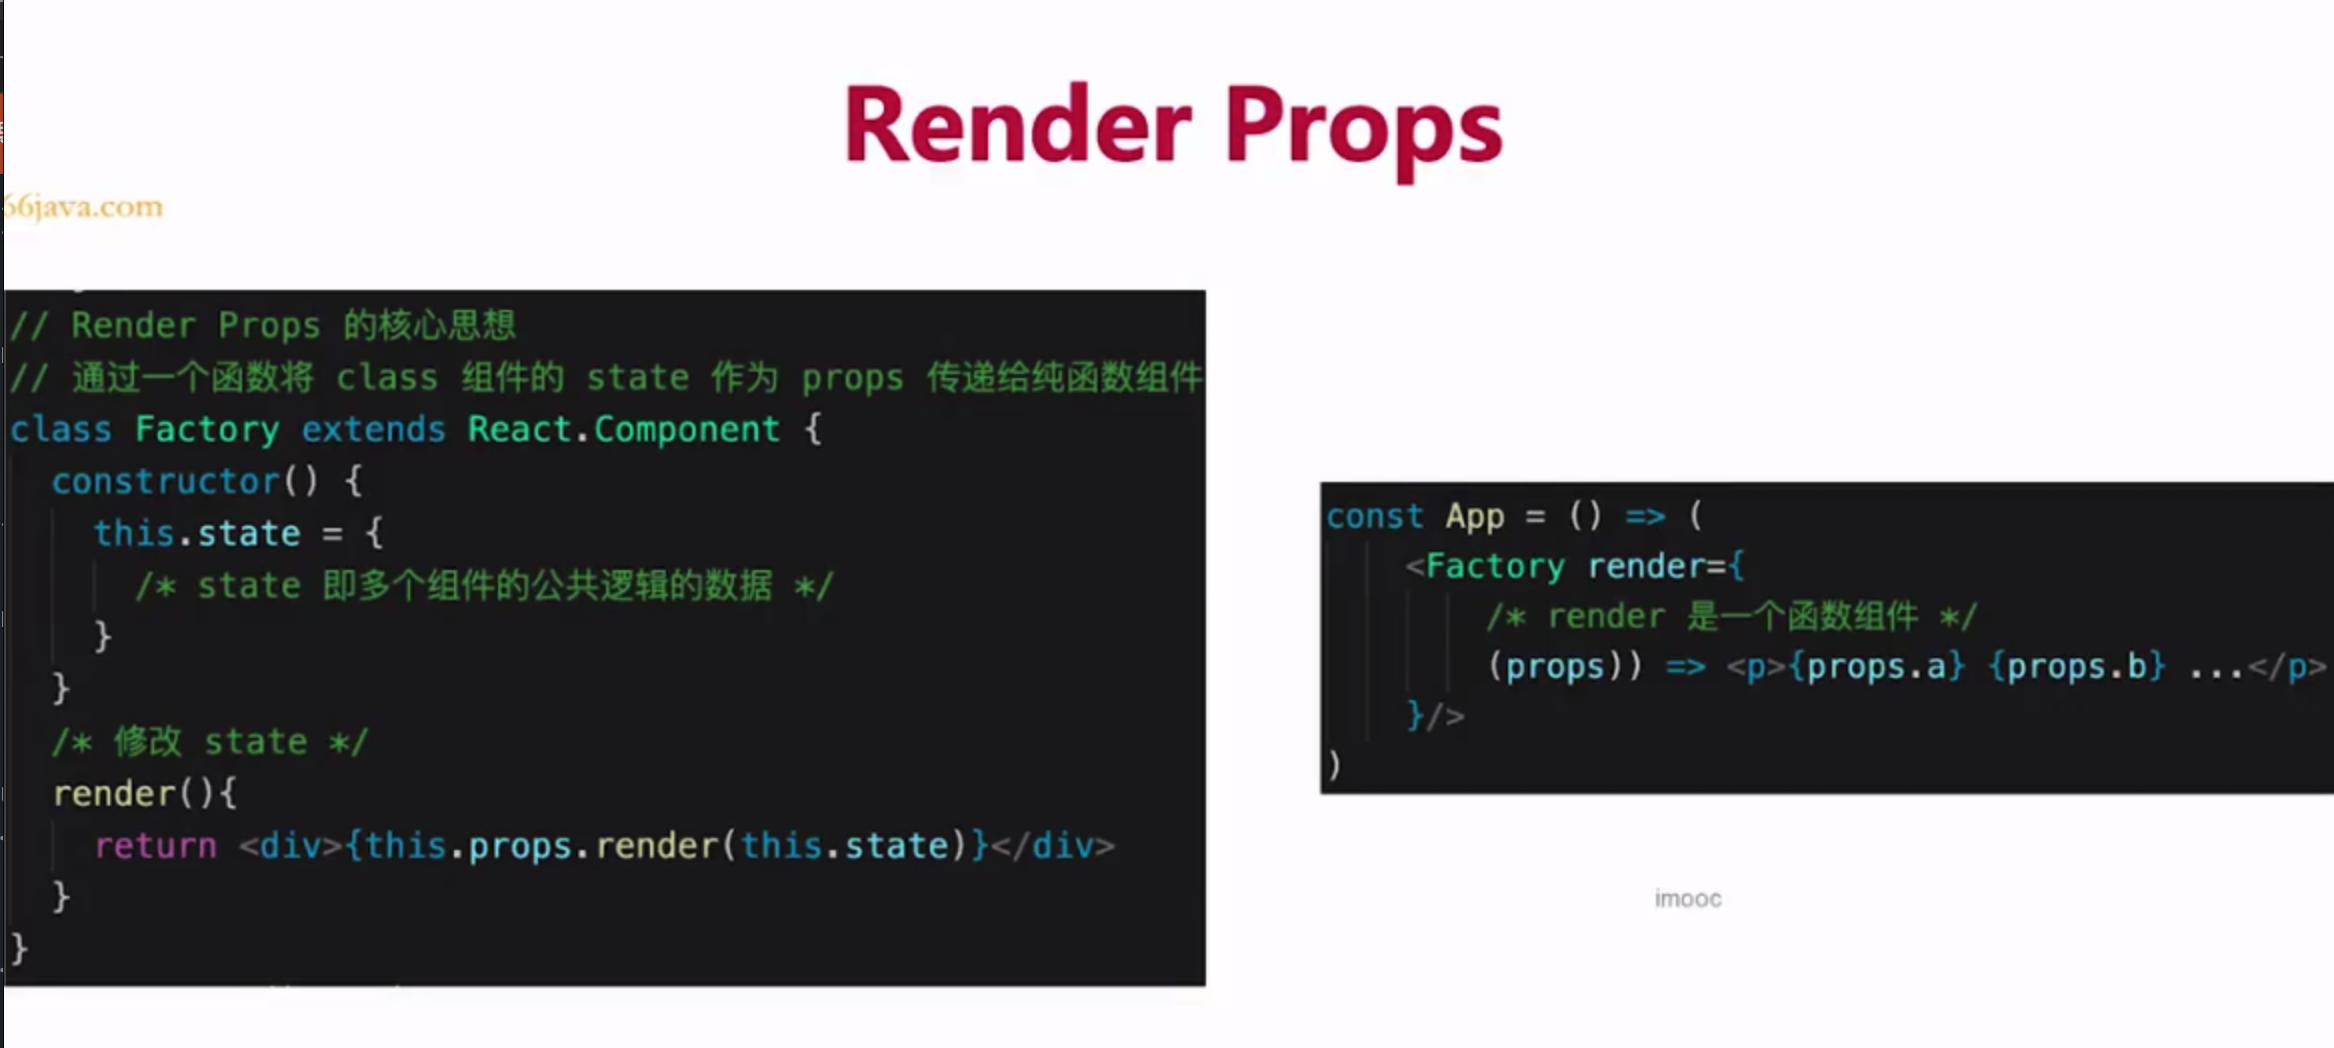 Render Props
66java.com
// Render Props 的核心思想
// 通过一个函数将 class 组件的 state 作为 props 传递给纯函数组件
class Factory extends React.Component {
constructor() {
this.state = {
/* state 即多个组件的公共逻辑的数据 */
}
}
/* 修改 state */
render(){
return <div>{this.props.render(this.state)}</div>
}
}
const App = () => (
<Factory render={
/* render 是一个函数组件 */
(props)) => <p>{props.a} {props.b} ...</p>
}/>
)
imooc